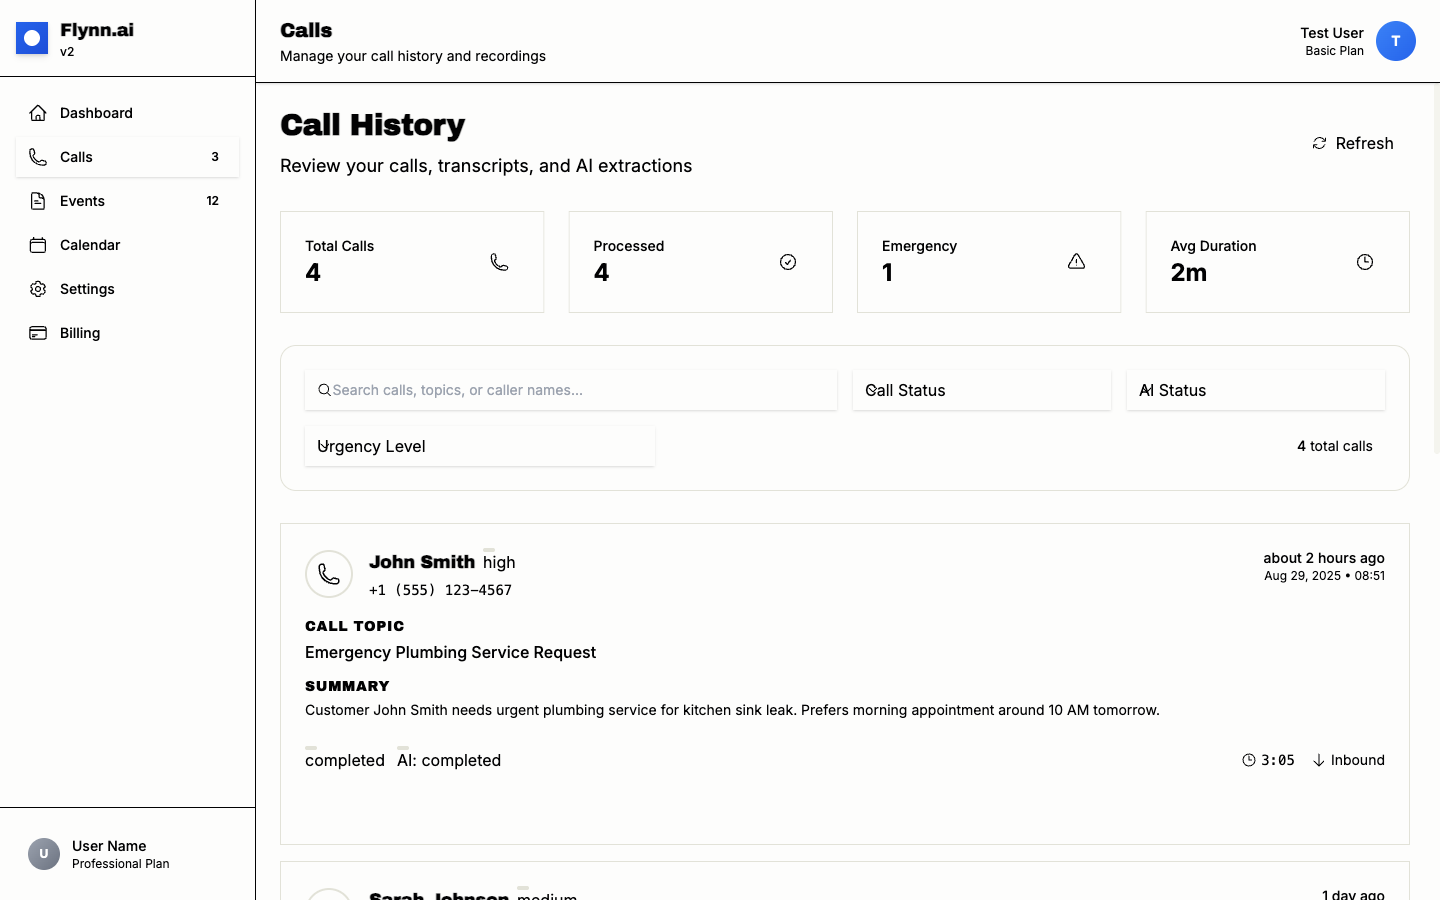 Flynn.ai
v2
Dashboard
Calls 3
Events 12
Calendar
Settings
Billing
U
User Name
Professional Plan
Calls
Manage your call history and recordings
Test User
Basic Plan
T
Call History
Review your calls, transcripts, and AI extractions
Refresh
Total Calls
4
Processed
4
Emergency
1
Avg Duration
2m
Search calls, topics, or caller names...
Call Status
AI Status
Urgency Level
4 total calls
John Smith high
+1 (555) 123-4567
about 2 hours ago
Aug 29, 2025 • 08:51
CALL TOPIC
Emergency Plumbing Service Request
SUMMARY
Customer John Smith needs urgent plumbing service for kitchen sink leak. Prefers morning appointment around 10 AM tomorrow.
completed AI: completed
3:05 Inbound
Sarah Johnson medium
1 day ago